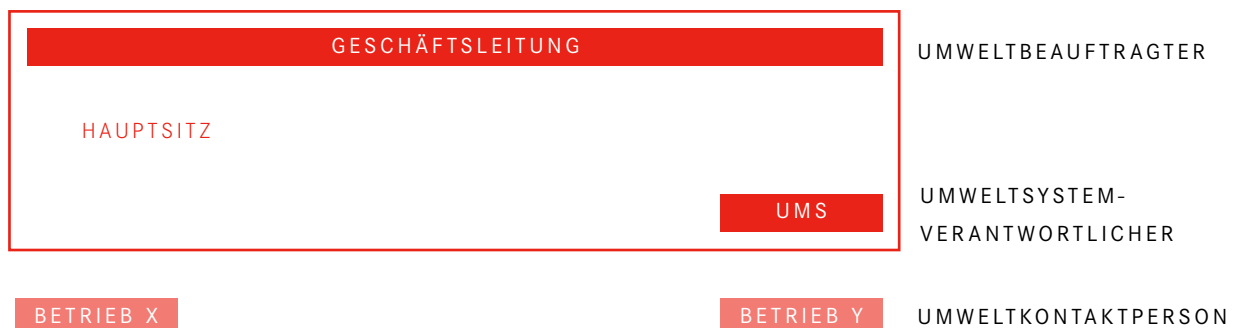 GESCHÄFTSLEITUNG
UMWELTBEAUFTRAGTER
HAUPTSITZ
UMS
UMWELTSYSTEM-
VERANTWORTLICHER
BETRIEB X
BETRIEB Y
UMWELTKONTAKTPERSON